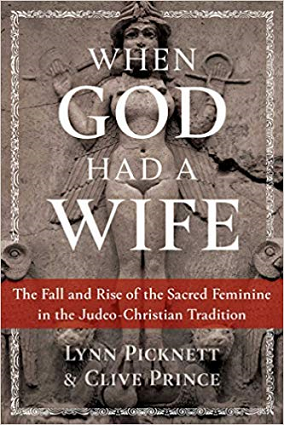 WHEN
GOD
HAD A
WIFE
The Fall and Rise of the Sacred Feminine
in the Judeo-Christian Tradition
LYNN PICKNETT
& CLIVE PRINCE